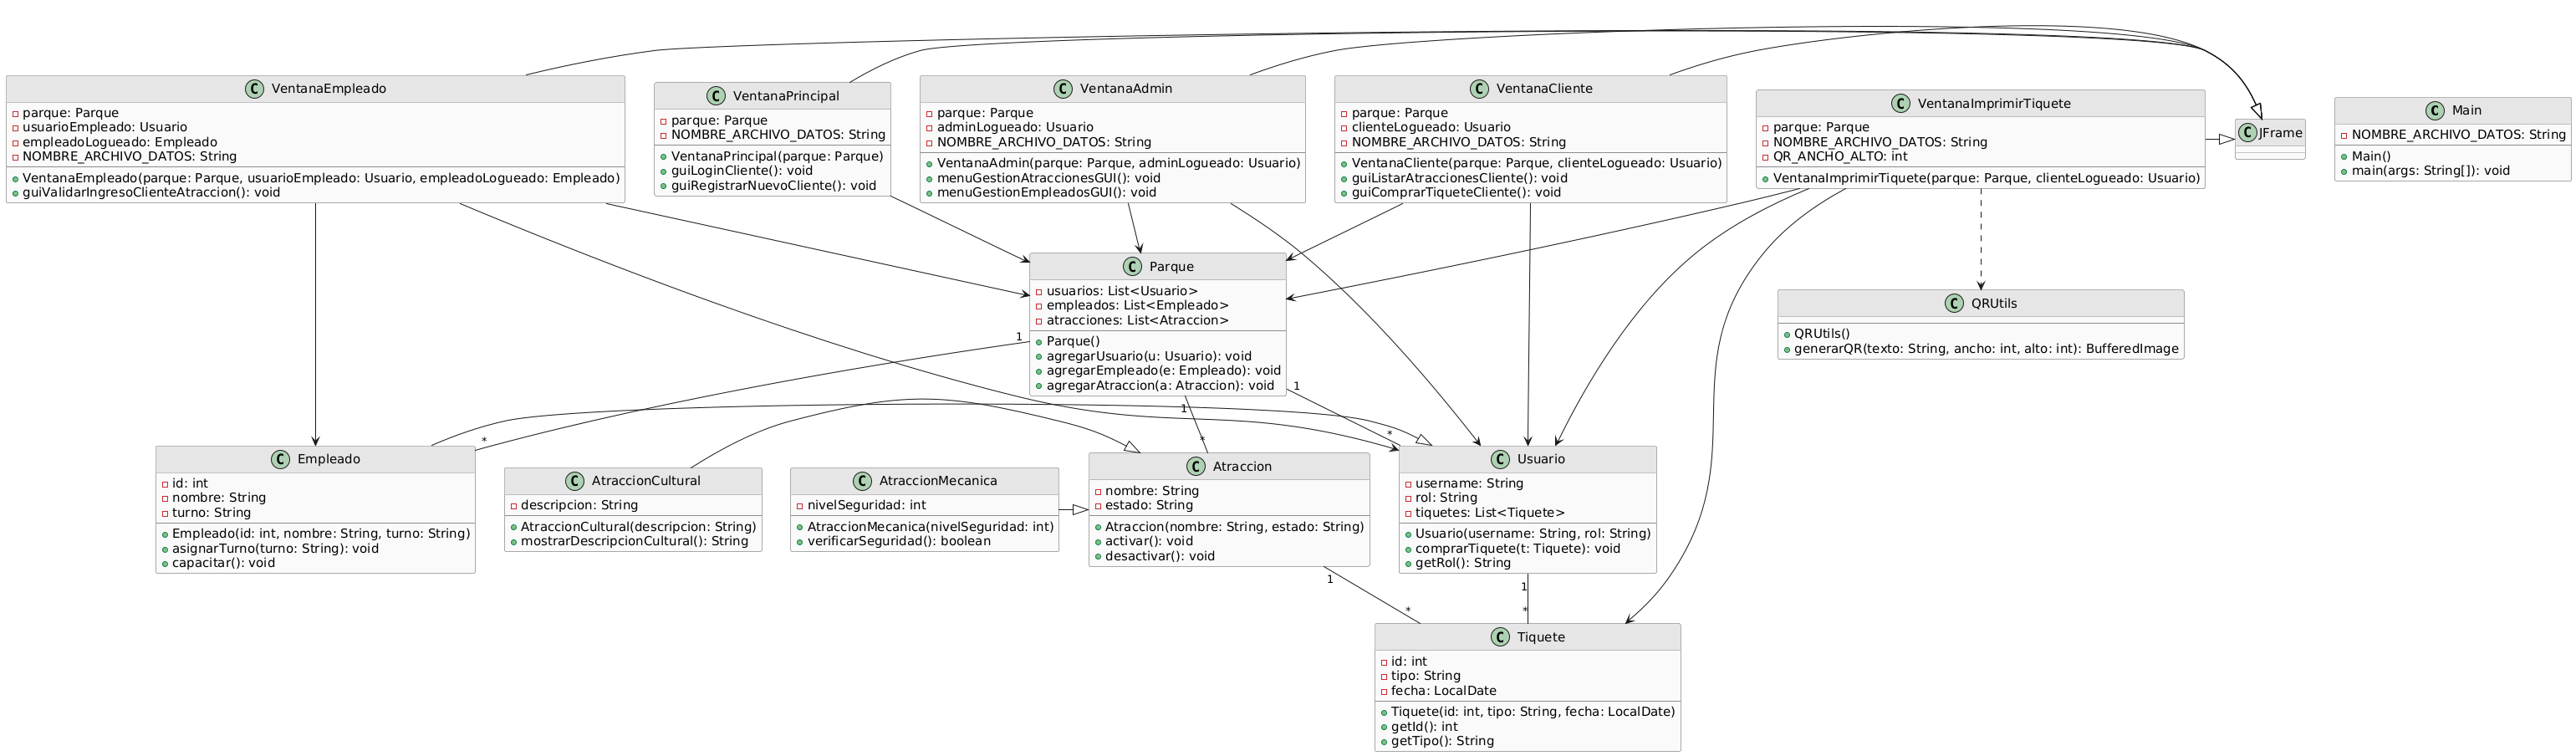 VentanaEmpleado
parque: Parque
usuarioEmpleado: Usuario
empleadoLogueado: Empleado
NOMBRE_ARCHIVO_DATOS: String
VentanaEmpleado(parque: Parque, usuarioEmpleado: Usuario, empleadoLogueado: Empleado)
guiValidarIngresoClienteAtraccion(): void
VentanaPrincipal
parque: Parque
NOMBRE_ARCHIVO_DATOS: String
VentanaPrincipal(parque: Parque)
guiLoginCliente(): void
guiRegistrarNuevoCliente(): void
VentanaAdmin
parque: Parque
adminLogueado: Usuario
NOMBRE_ARCHIVO_DATOS: String
VentanaAdmin(parque: Parque, adminLogueado: Usuario)
menuGestionAtraccionesGUI(): void
menuGestionEmpleadosGUI(): void
VentanaCliente
parque: Parque
clienteLogueado: Usuario
NOMBRE_ARCHIVO_DATOS: String
VentanaCliente(parque: Parque, clienteLogueado: Usuario)
guiListarAtraccionesCliente(): void
guiComprarTiqueteCliente(): void
VentanaImprimirTiquete
parque: Parque
NOMBRE_ARCHIVO_DATOS: String
QR_ANCHO_ALTO: int
VentanaImprimirTiquete(parque: Parque, clienteLogueado: Usuario)
JFrame
Main
NOMBRE_ARCHIVO_DATOS: String
Main()
main(args: String[]): void
Parque
usuarios: List<Usuario>
empleados: List<Empleado>
atracciones: List<Atraccion>
Parque()
agregarUsuario(u: Usuario): void
agregarEmpleado(e: Empleado): void
agregarAtraccion(a: Atraccion): void
QRUtils
QRUtils()
generarQR(texto: String, ancho: int, alto: int): BufferedImage
1
1
1
*
*
*
Empleado
id: int
nombre: String
turno: String
Empleado(id: int, nombre: String, turno: String)
asignarTurno(turno: String): void
capacitar(): void
AtraccionCultural
descripcion: String
AtraccionCultural(descripcion: String)
mostrarDescripcionCultural(): String
AtraccionMecanica
nivelSeguridad: int
AtraccionMecanica(nivelSeguridad: int)
verificarSeguridad(): boolean
Atraccion
nombre: String
estado: String
Atraccion(nombre: String, estado: String)
activar(): void
desactivar(): void
Usuario
username: String
rol: String
tiquetes: List<Tiquete>
Usuario(username: String, rol: String)
comprarTiquete(t: Tiquete): void
getRol(): String
1
1
*
*
Tiquete
id: int
tipo: String
fecha: LocalDate
Tiquete(id: int, tipo: String, fecha: LocalDate)
getId(): int
getTipo(): String